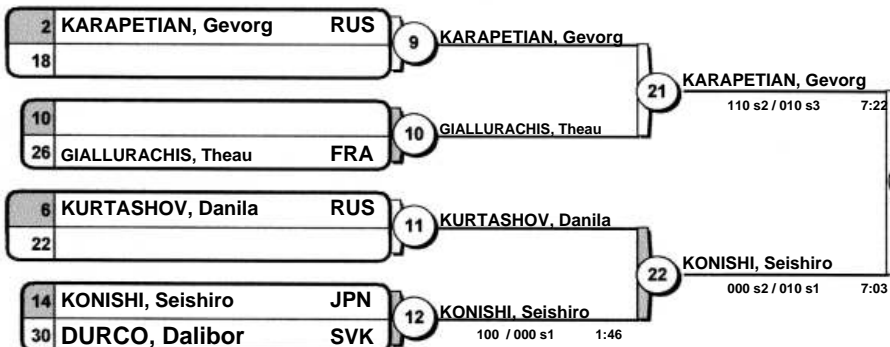 2 KARAPETIAN, Gevorg RUS
18
9
KARAPETIAN, Gevorg
10
26 GIALLURACHIS, Theau FRA
10
GIALLURACHIS, Theau
21
KARAPETIAN, Gevorg
110 s2 / 010 s3 7:22
6 KURTASHOV, Danila RUS
22
11
KURTASHOV, Danila
14 KONISHI, Seishiro JPN
30 DURCO, Dalibor SVK
12
KONISHI, Seishiro
100 / 000 s1 1:46
22
KONISHI, Seishiro
000 s2 / 010 s1 7:03